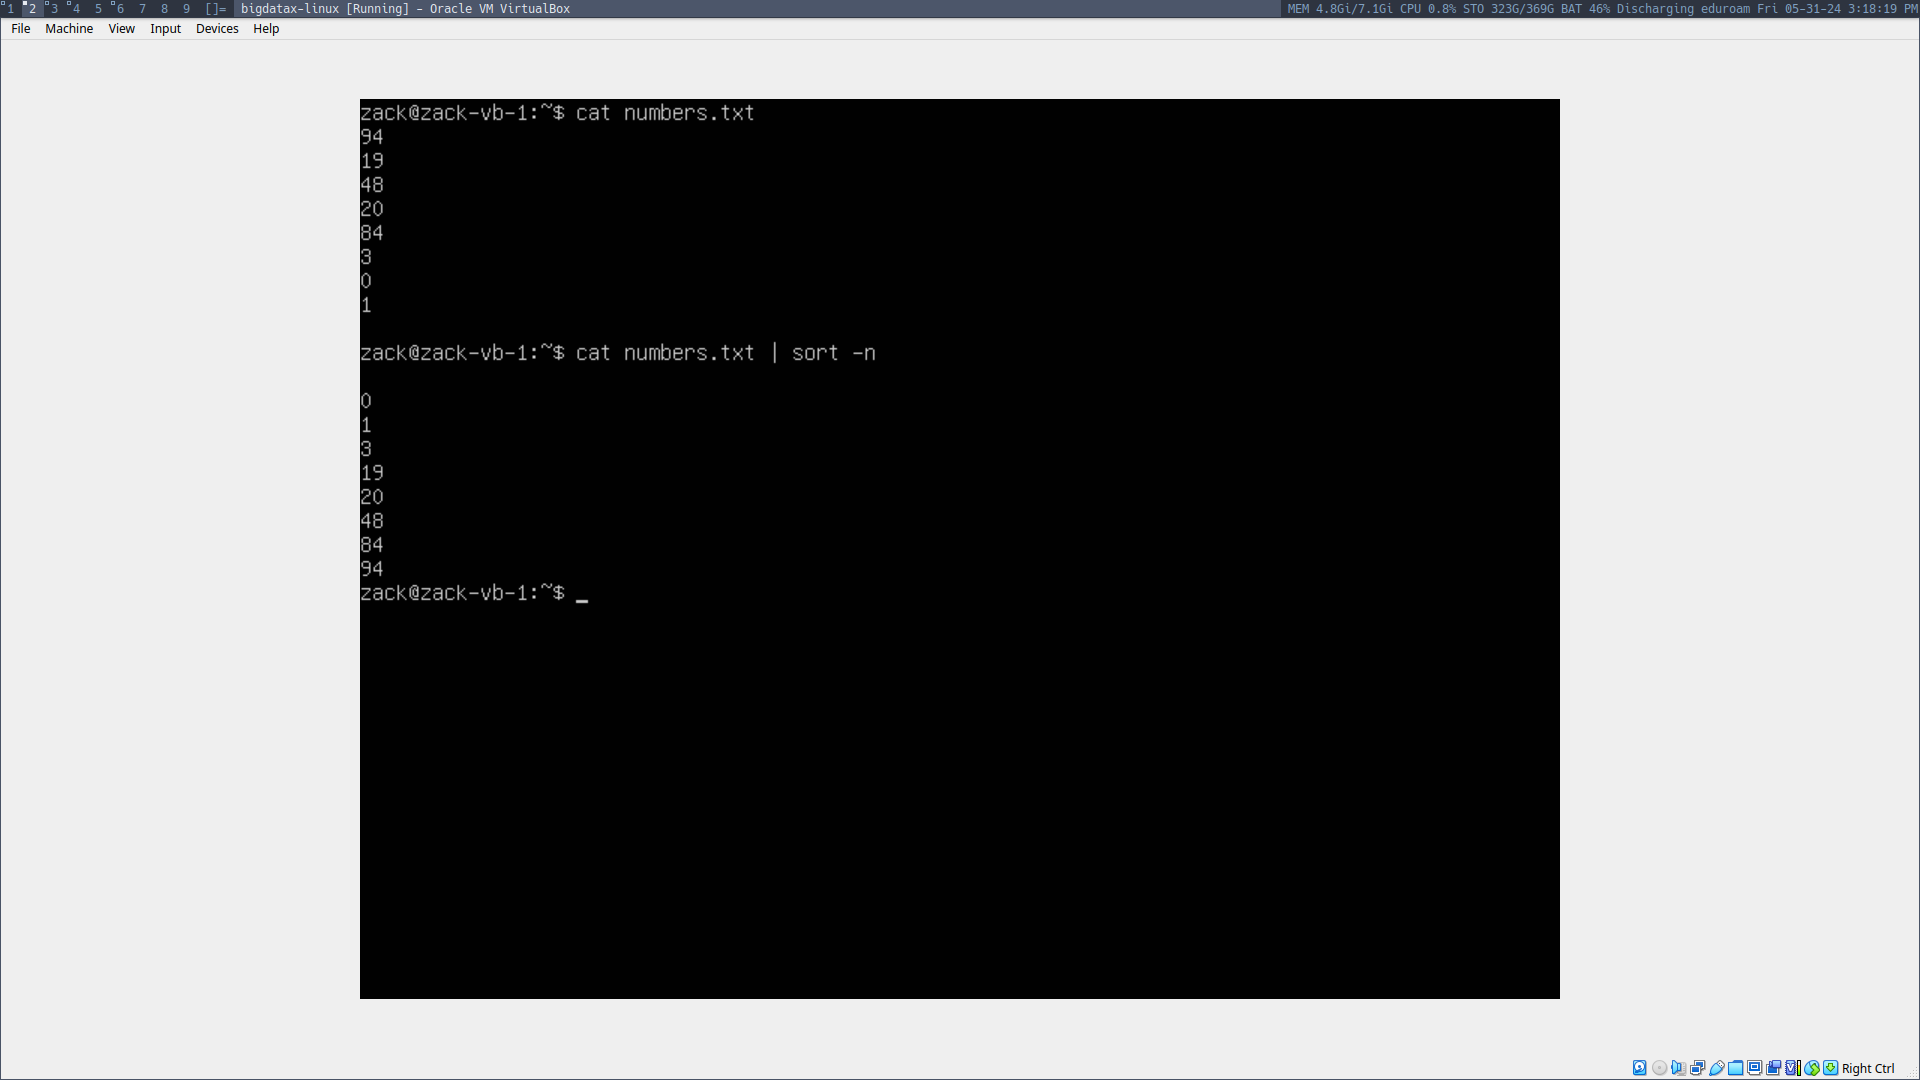 1 2 3 4 5 6 7 8 9 []= bigdatax-linux [Running] - Oracle VM VirtualBox MEM 4.8Gi/7.1Gi CPU 0.8% STO 323G/369G BAT 46% Discharging eduroam Fri 05-31-24 3:18:19 PM
File Machine View Input Devices Help
zack@zack-vb-1:~$ cat numbers.txt
94
19
48
20
84
3
0
1
zack@zack-vb-1:~$ cat numbers.txt | sort -n
0
1
3
19
20
48
84
94
zack@zack-vb-1:~$ _
Right Ctrl